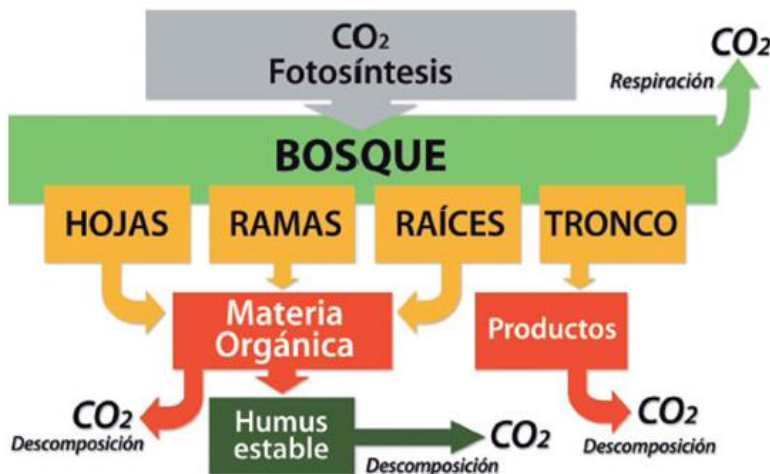 CO₂
Fotosíntesis
CO₂
Respiración
BOSQUE
HOJAS
RAMAS
RAÍCES
TRONCO
Materia
Orgánica
Productos
CO₂
Descomposición
Humus
estable
Descomposición
CO₂
CO₂
Descomposición